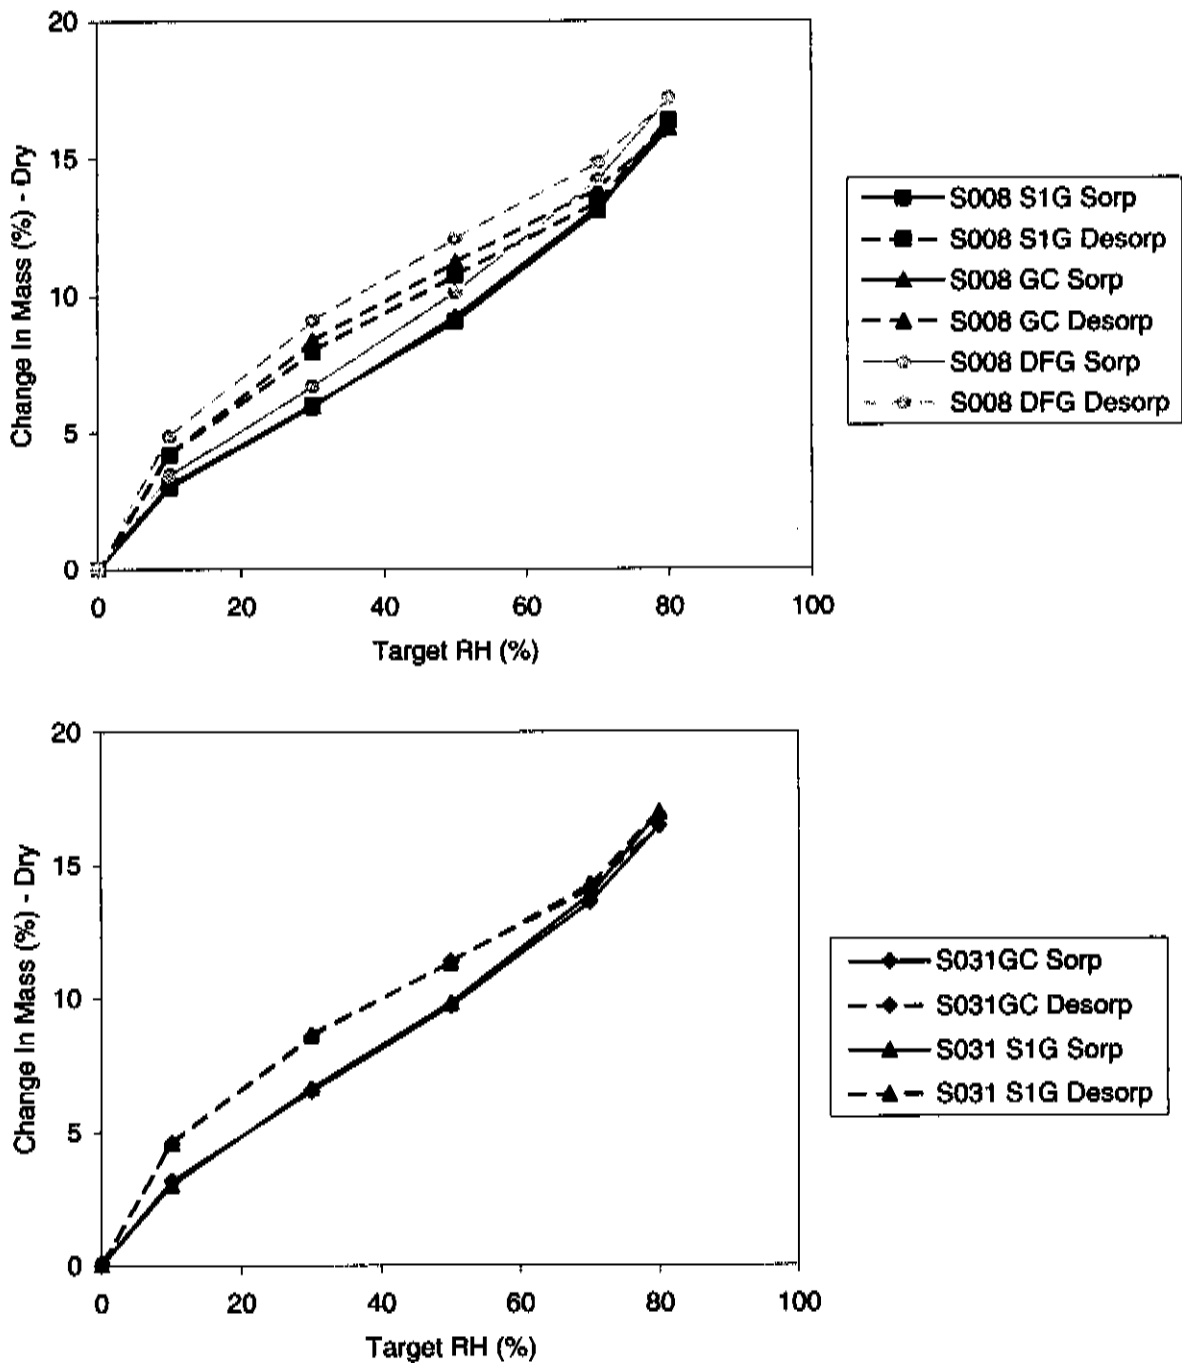 20
15
10
5
0
Change In Mass (%) - Dry
0 20 40 60 80 100
Target RH (%)
S008 S1G Sorp
S008 S1G Desorp
S008 GC Sorp
S008 GC Desorp
S008 DFG Sorp
S008 DFG Desorp
20
15
10
5
0
Change In Mass (%) - Dry
0 20 40 60 80 100
Target RH (%)
S031GC Sorp
S031GC Desorp
S031 S1G Sorp
S031 S1G Desorp